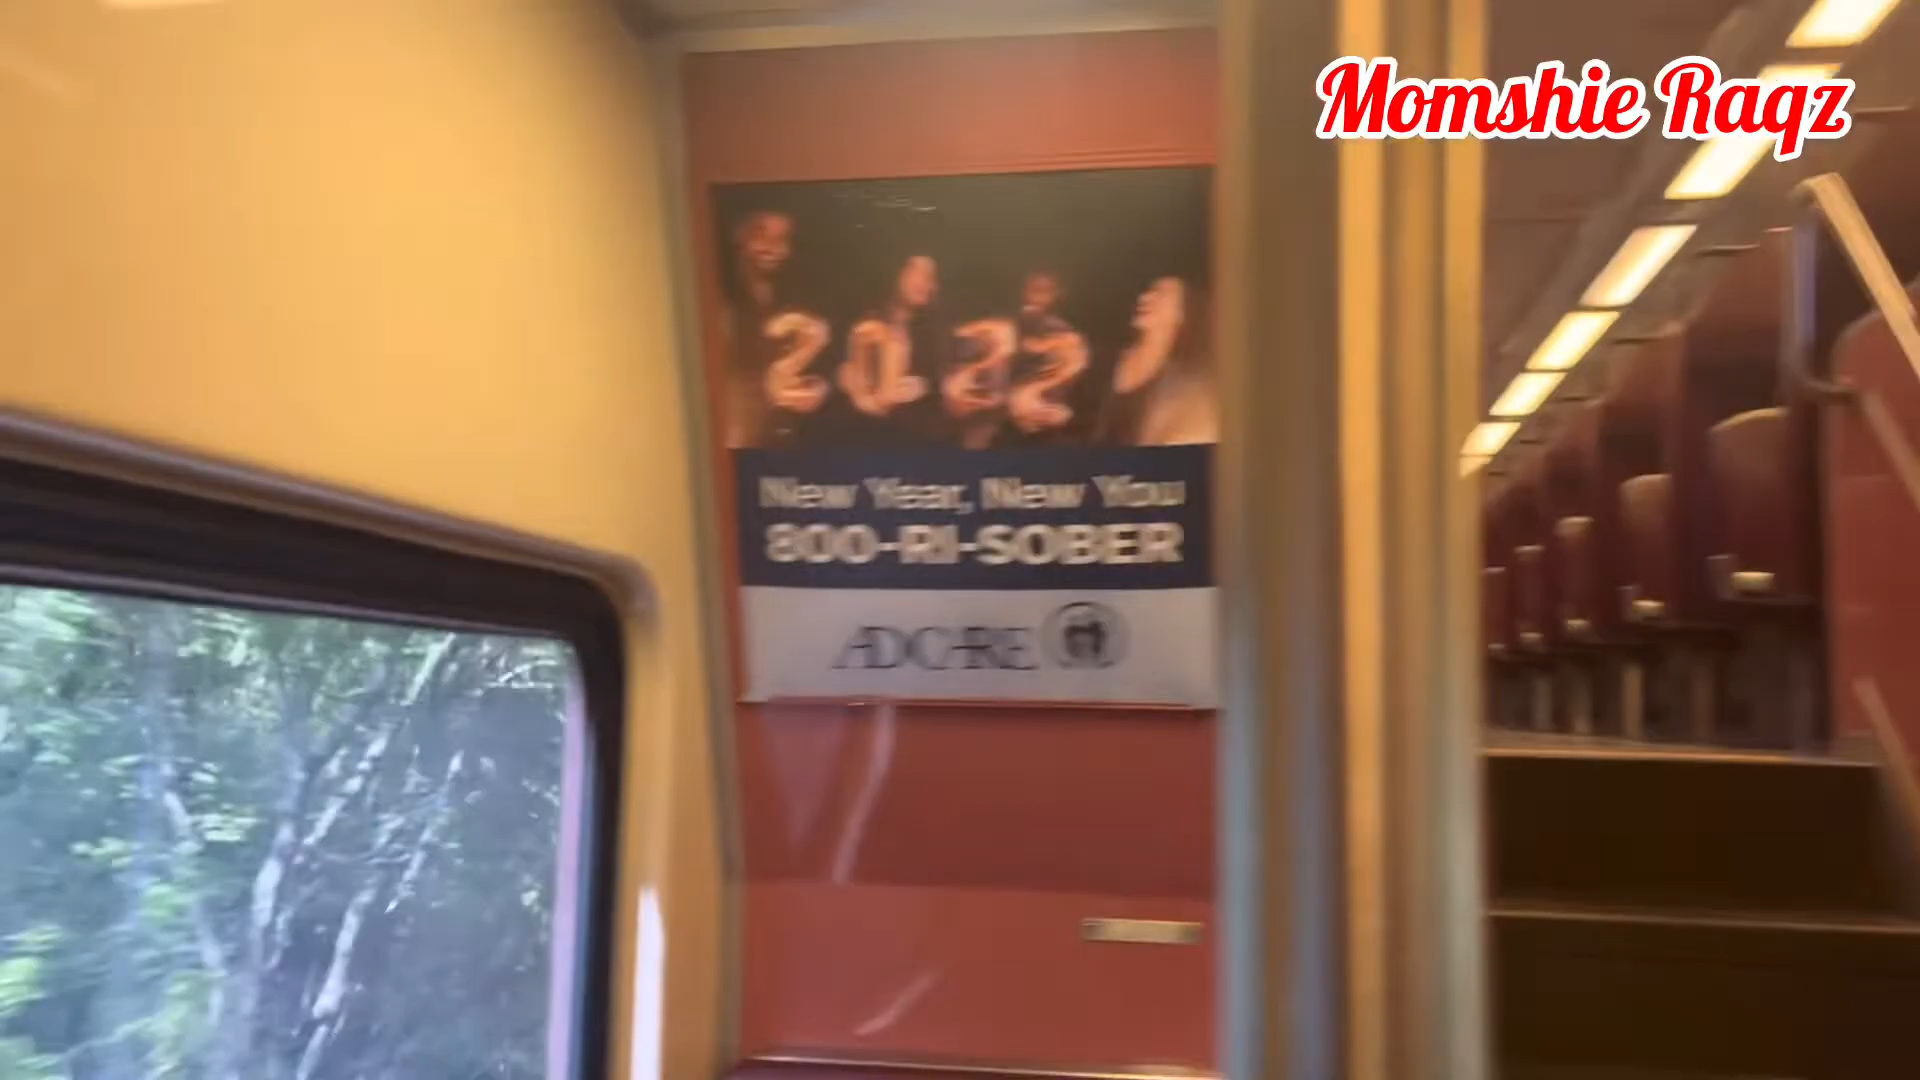 Momshie Raqz
2022
New Year, New You
800-RI-SOBER
ADCARE